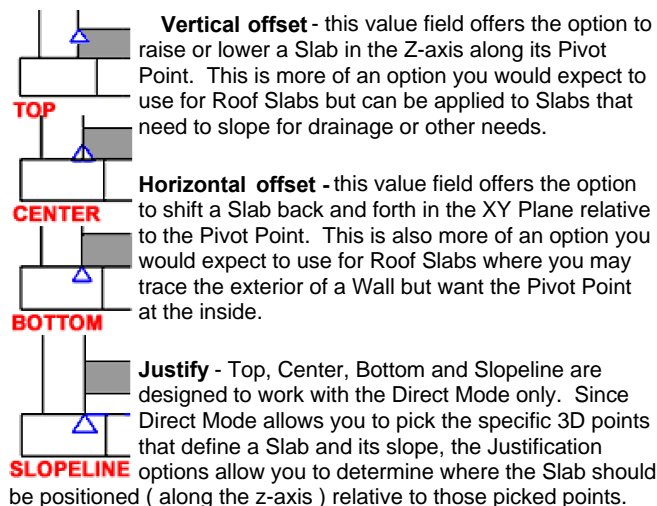 Vertical offset - this value field offers the option to
raise or lower a Slab in the Z-axis along its Pivot
Point.  This is more of an option you would expect to
use for Roof Slabs but can be applied to Slabs that
need to slope for drainage or other needs.
TOP
Horizontal offset - this value field offers the option
to shift a Slab back and forth in the XY Plane relative
to the Pivot Point.  This is also more of an option you
would expect to use for Roof Slabs where you may
trace the exterior of a Wall but want the Pivot Point
at the inside.
CENTER
BOTTOM
Justify - Top, Center, Bottom and Slopeline are
designed to work with the Direct Mode only.  Since
Direct Mode allows you to pick the specific 3D points
that define a Slab and its slope, the Justification
options allow you to determine where the Slab should
be positioned ( along the z-axis ) relative to those picked points.
SLOPELINE